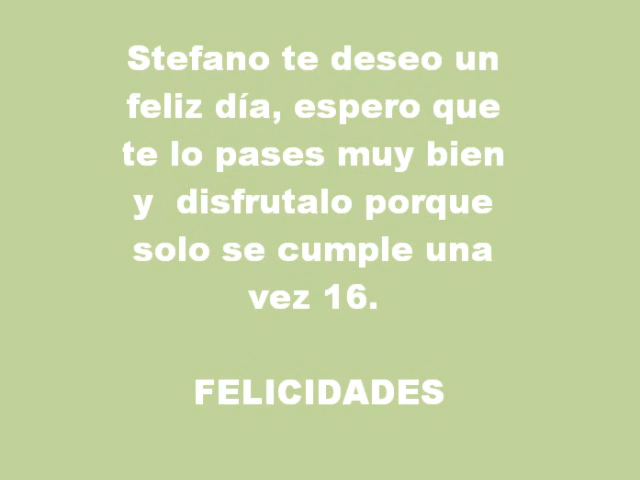 Stefano te deseo un
feliz día, espero que
te lo pases muy bien
y  disfrutalo porque
solo se cumple una
vez 16.
FELICIDADES